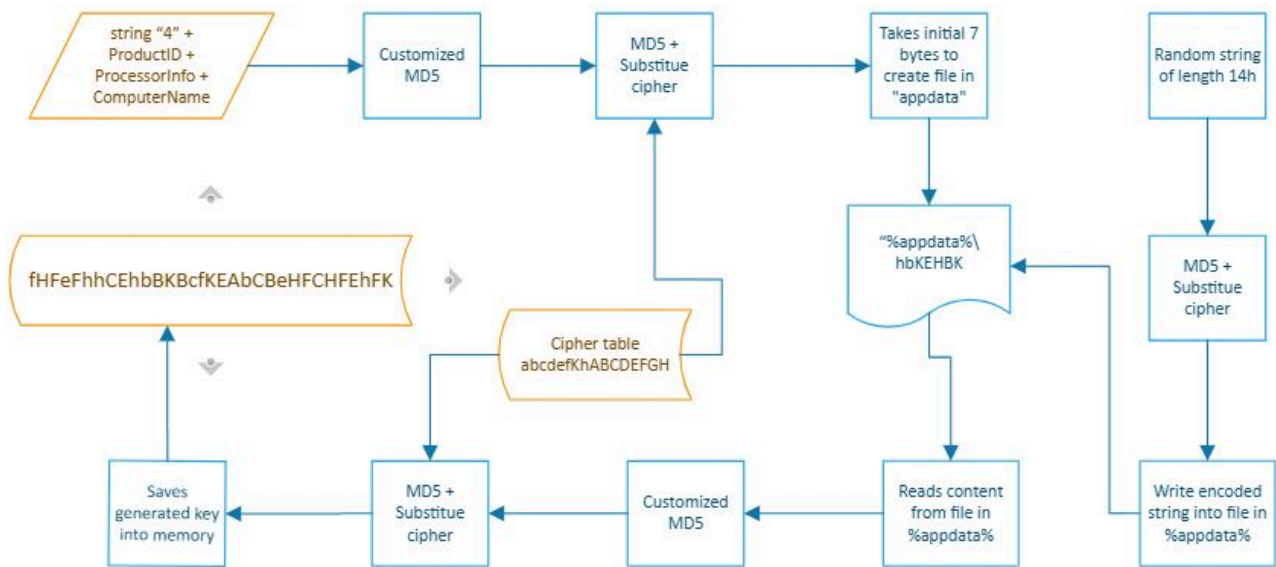 string “4” +
ProductID +
ProcessorInfo +
ComputerName
Customized
MD5
MD5 +
Substitue
cipher
Takes initial 7
bytes to
create file in
"appdata"
Random string
of length 14h
fHFeFhhCEhbBKBcfKEAbCBeHFCHFEhFK
Cipher table
abcdefKhABCDEFGH
“%appdata%\
hbKEHBK
MD5 +
Substitue
cipher
Saves
generated key
into memory
MD5 +
Substitue
cipher
Customized
MD5
Reads content
from file in
%appdata%
Write encoded
string into file in
%appdata%